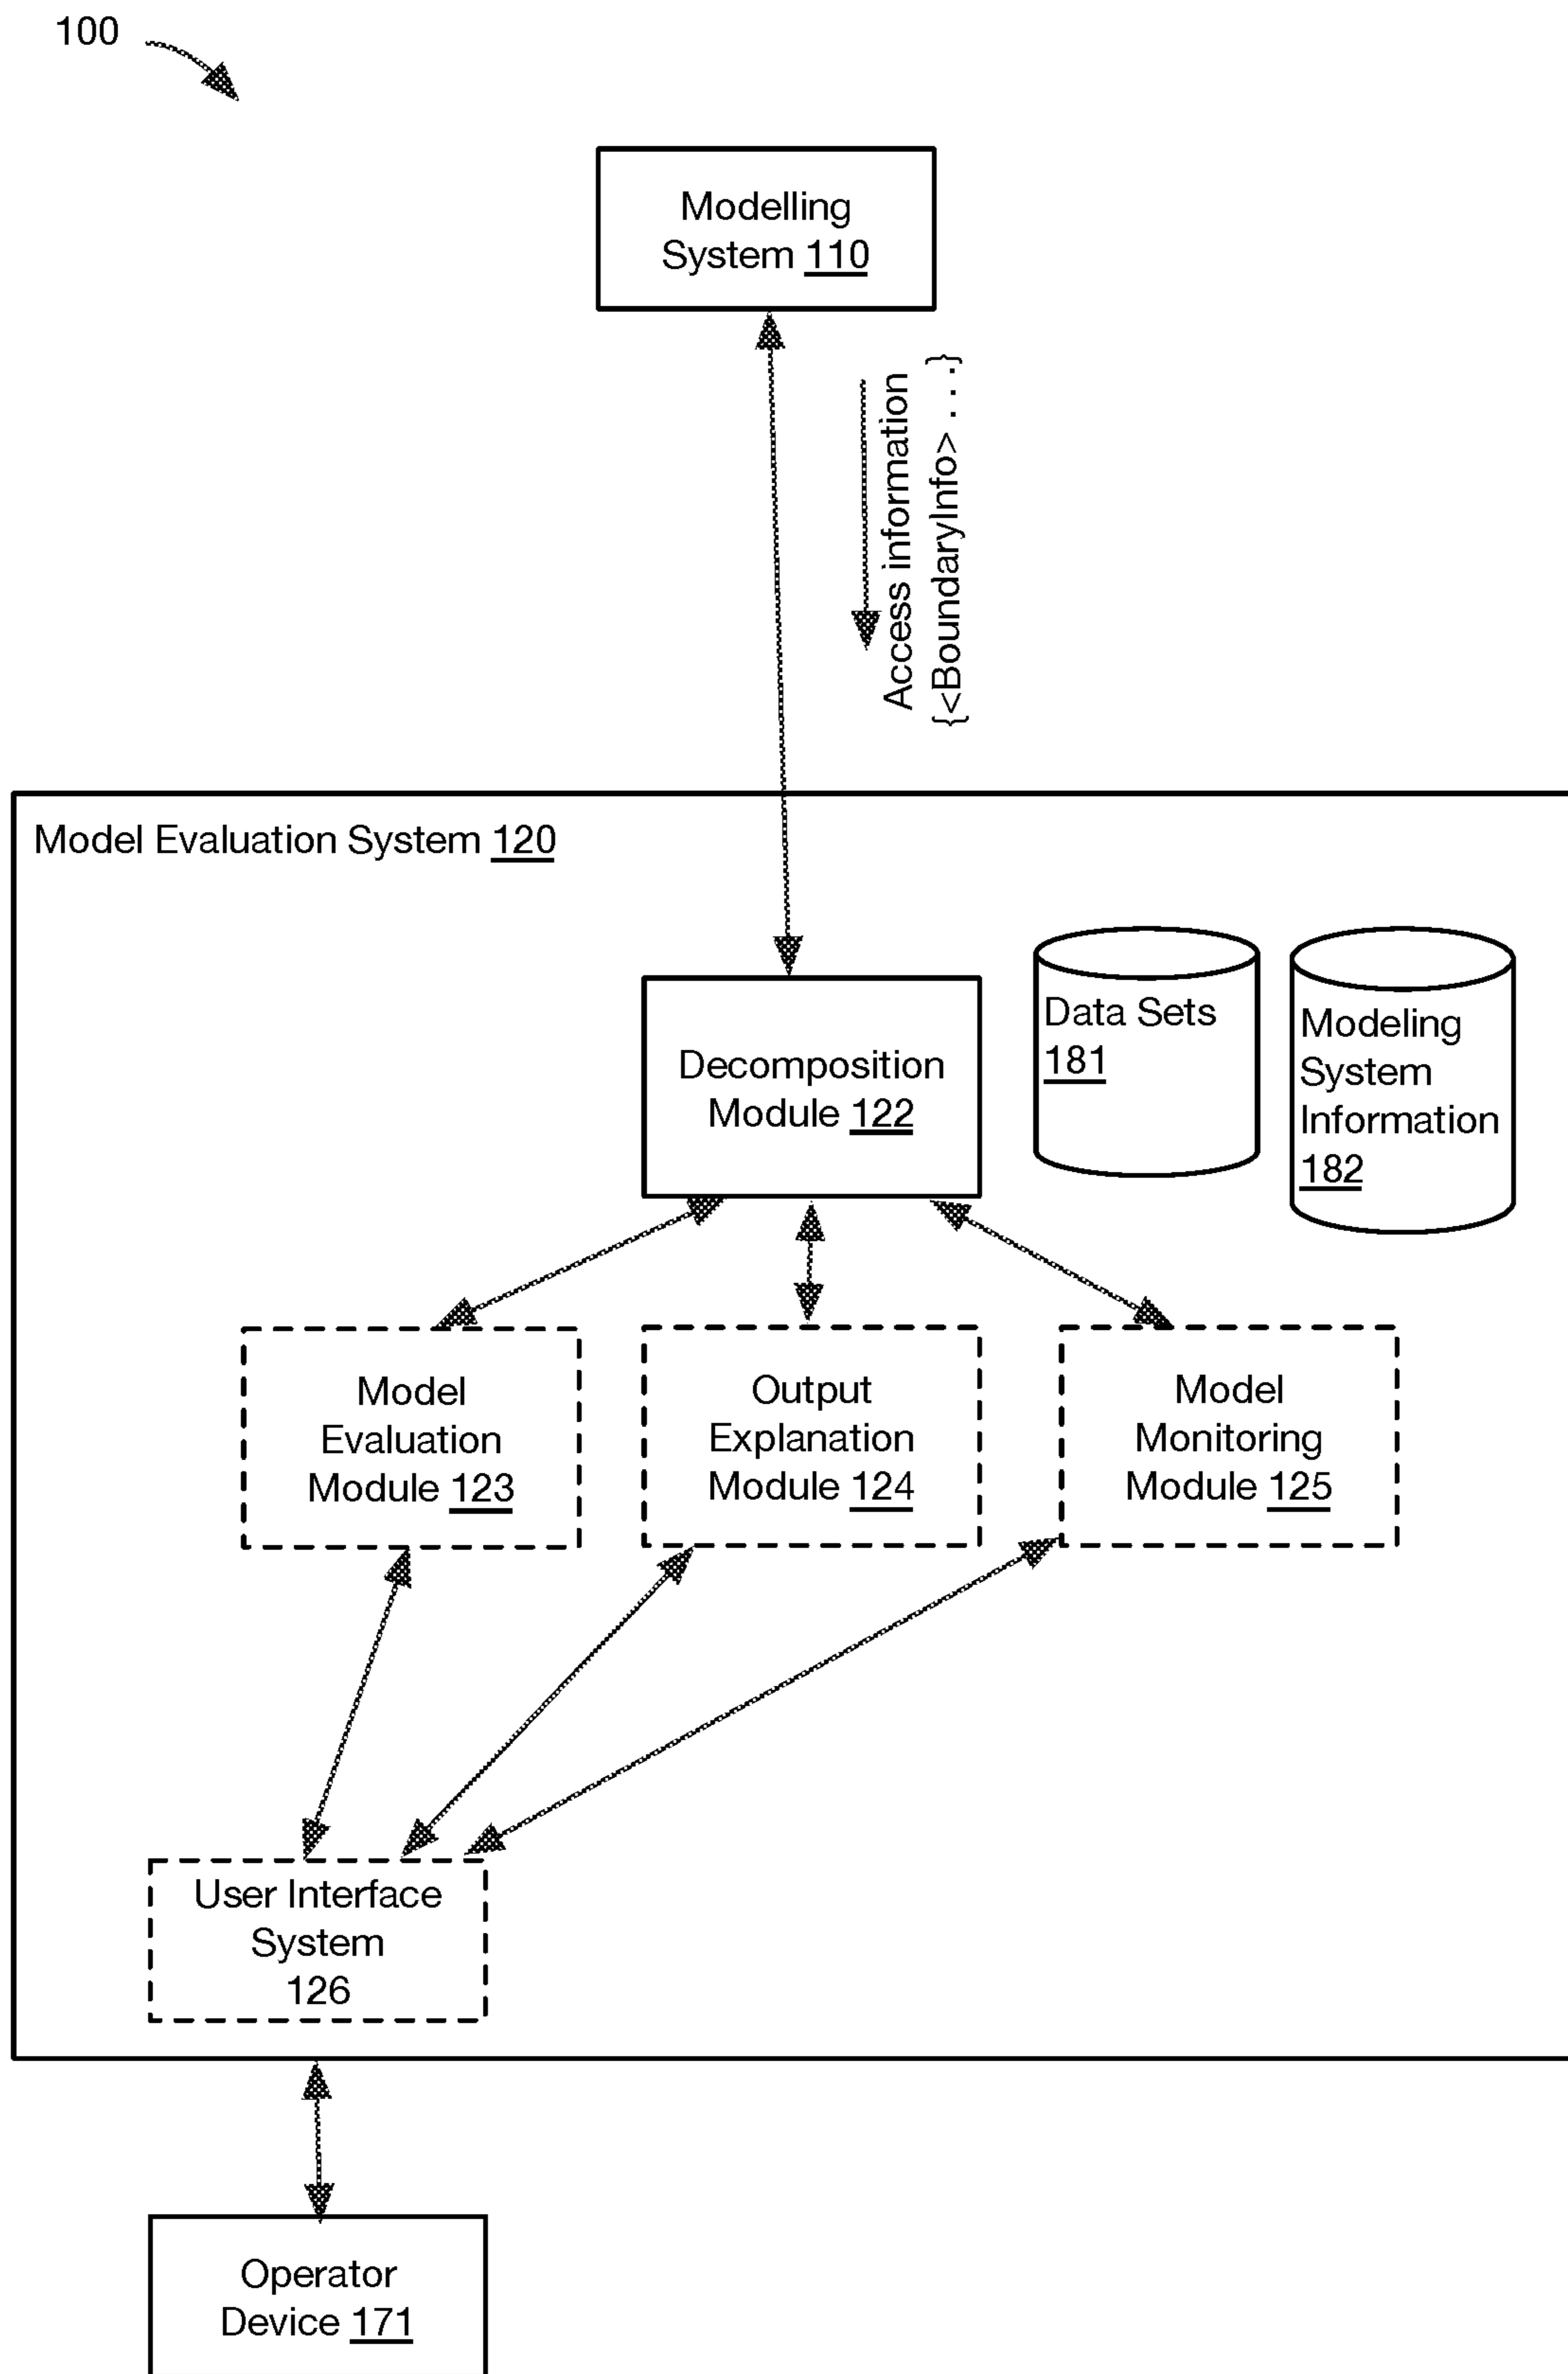 100
Modelling
System 110
Access information
{<BoundaryInfo> . . .}
Model Evaluation System 120
Decomposition
Module 122
Data Sets
181
Modeling
System
Information
182
Model
Evaluation
Module 123
Output
Explanation
Module 124
Model
Monitoring
Module 125
User Interface
System
126
Operator
Device 171